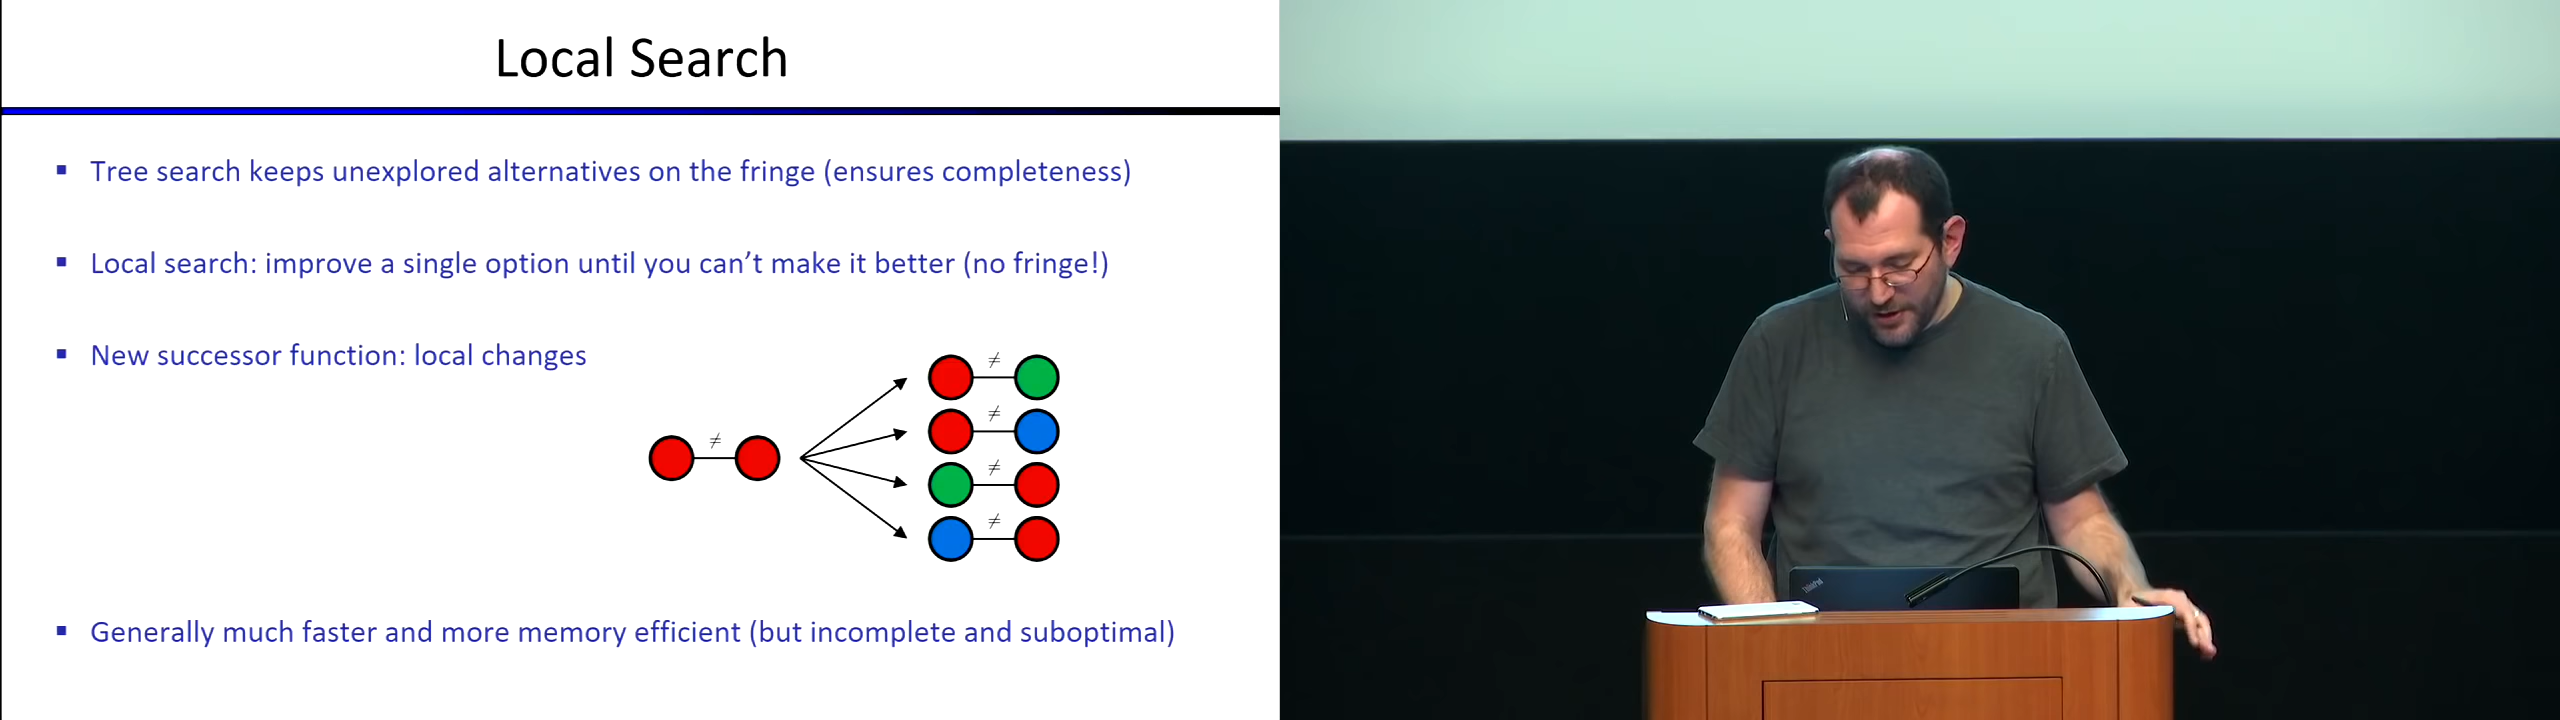 Local Search
▪ Tree search keeps unexplored alternatives on the fringe (ensures completeness)
▪ Local search: improve a single option until you can’t make it better (no fringe!)
▪ New successor function: local changes
≠
≠
≠
≠
≠
▪ Generally much faster and more memory efficient (but incomplete and suboptimal)
ThinkPad